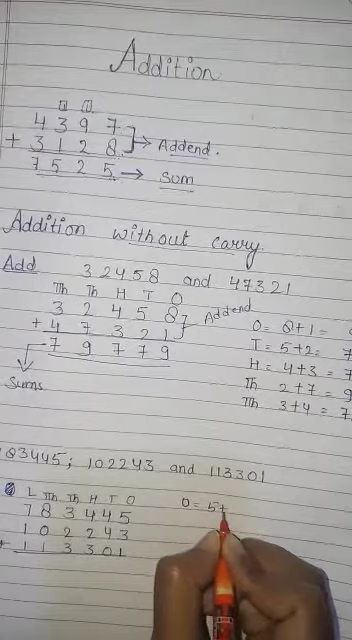 Addition
1 1
4 3 9 7
+ 3 1 2 8 → Addend.
7 5 2 5 → Sum
Addition without carry.
Add 32458 and 47321
Th Th H T O
3 2 4 5 8 Addend
+ 4 7 3 2 1
7 9 7 7 9
Sums
O = 8+1 =
T = 5+2 = 7
H = 4+3 = 7
Th 2+7 = 9
Th 3+4 = 7
83445; 102243 and 113301
L Th Th H T O
7 8 3 4 4 5
1 0 2 2 4 3
+ 1 1 3 3 0 1
O = 5+